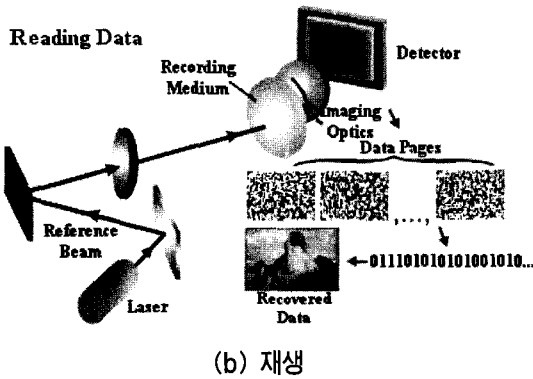 Reading Data
Detector
Recording
Medium
Imaging
Optics
Data Pages
,...,
Reference
Beam
Laser
011101010101001010...
Recovered
Data
(b) 재생